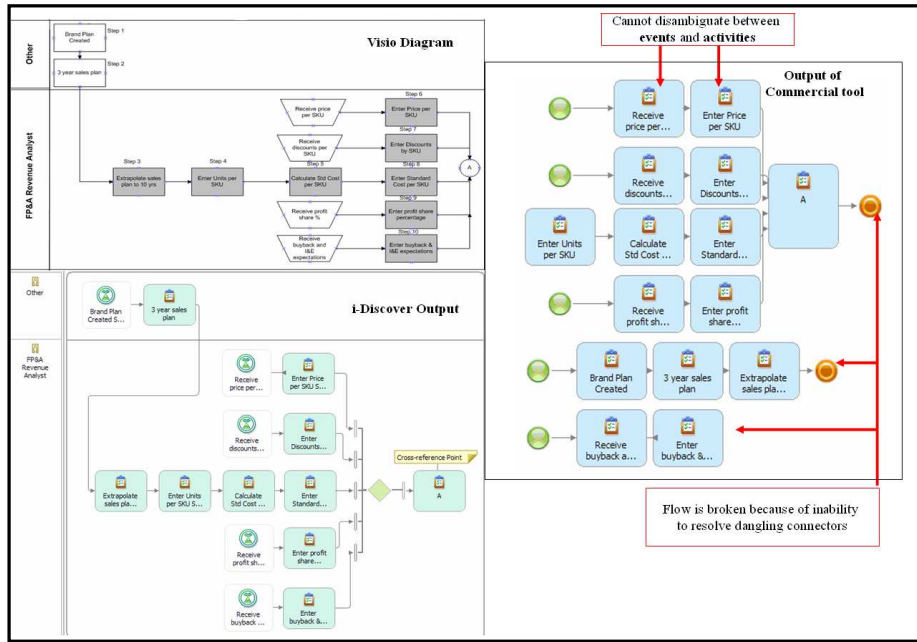 Visio Diagram
Other
Brand Plan
Created
Step 1
Step 2
3 year sales plan
FP&A Revenue Analyst
Step 3
Extrapolate sales
plan to 10 yrs
Step 4
Enter Units per
SKU
Receive price per
SKU
Step 6
Enter Price per
SKU
Receive
discounts per
SKU
Step 7
Enter Discounts
by SKU
Step 5
Calculate Std Cost
per SKU
Step 8
Enter Standard
Cost per SKU
A
Receive profit
share %
Step 9
Enter profit share
percentage
Receive
buyback and
I&E
expectations
Step 10
Enter buyback &
I&E expectations
i-Discover Output
Other
Brand Plan
Created S...
3 year sales
plan
FP&A
Revenue
Analyst
Receive
price per...
Enter Price
per SKU S...
Receive
discounts...
Enter
Discounts...
Extrapolate
sales pla...
Enter Units
per SKU S...
Calculate
Std Cost ...
Enter
Standard...
Cross-reference Point
A
Receive
profit sh...
Enter profit
share...
Receive
buyback ...
Enter
buyback &...
Cannot disambiguate between
events and activities
Output of
Commercial tool
Receive
price per...
Enter Price
per SKU
Receive
discounts...
Enter
Discounts...
A
Enter Units
per SKU
Calculate
Std Cost ...
Enter
Standard...
Receive
profit sh...
Enter profit
share...
Brand Plan
Created
3 year sales
plan
Extrapolate
sales pla...
Receive
buyback a...
Enter
buyback &...
Flow is broken because of inability
to resolve dangling connectors